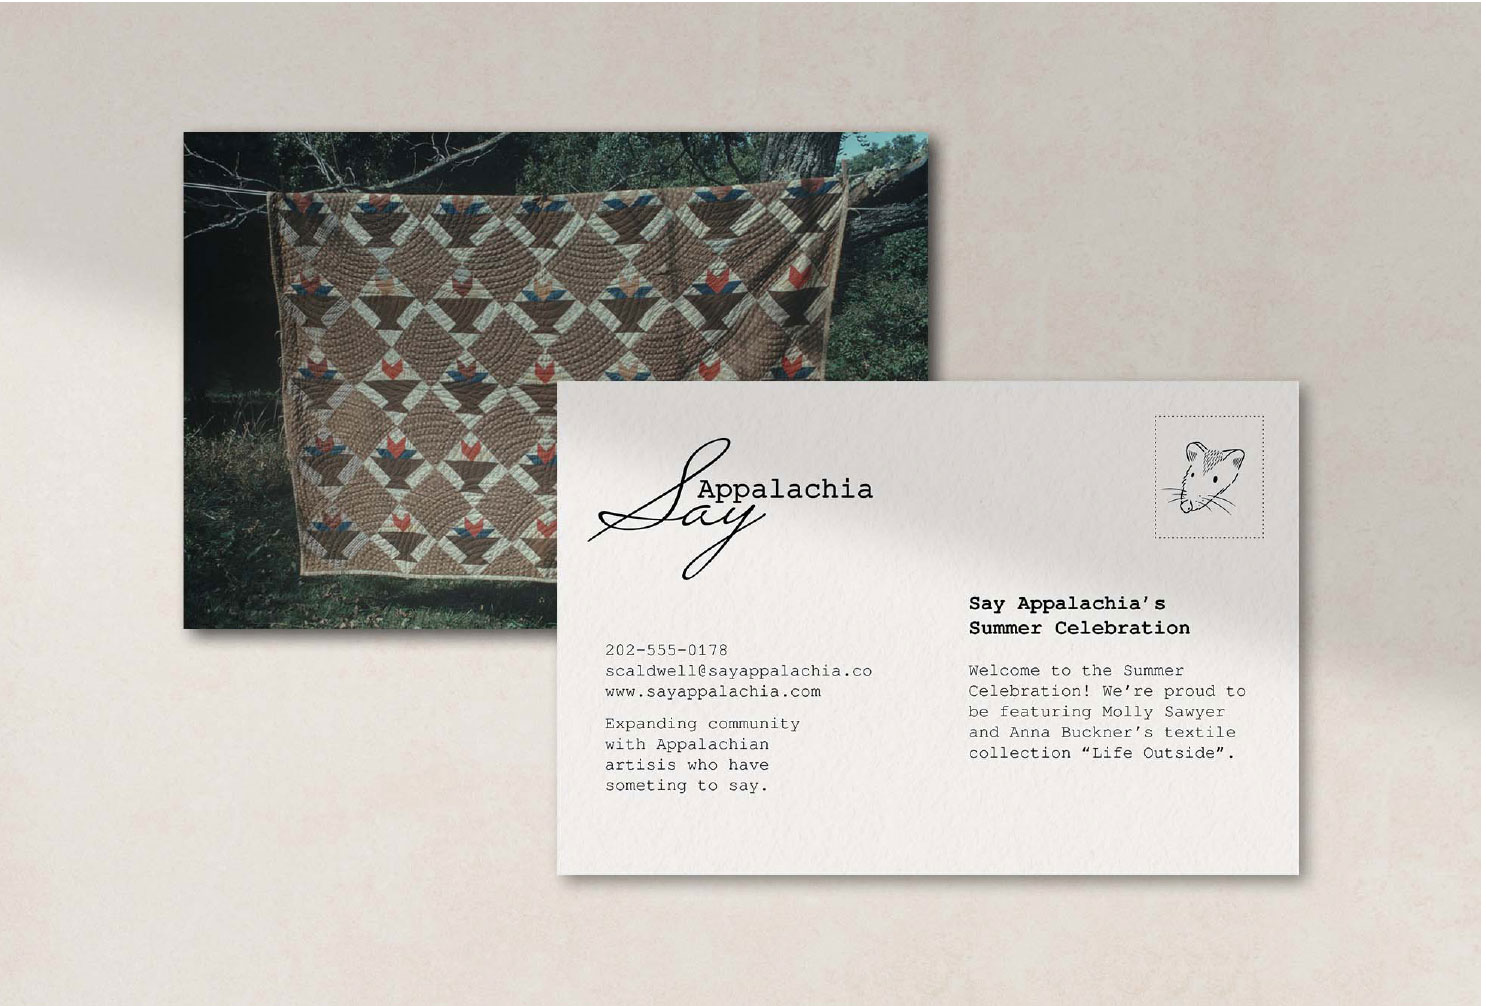 Say Appalachia
202-555-0178
scaldwell@sayappalachia.co
www.sayappalachia.com
Expanding community
with Appalachian
artisis who have
someting to say.
Say Appalachia's
Summer Celebration
Welcome to the Summer
Celebration! We're proud to
be featuring Molly Sawyer
and Anna Buckner's textile
collection “Life Outside”.